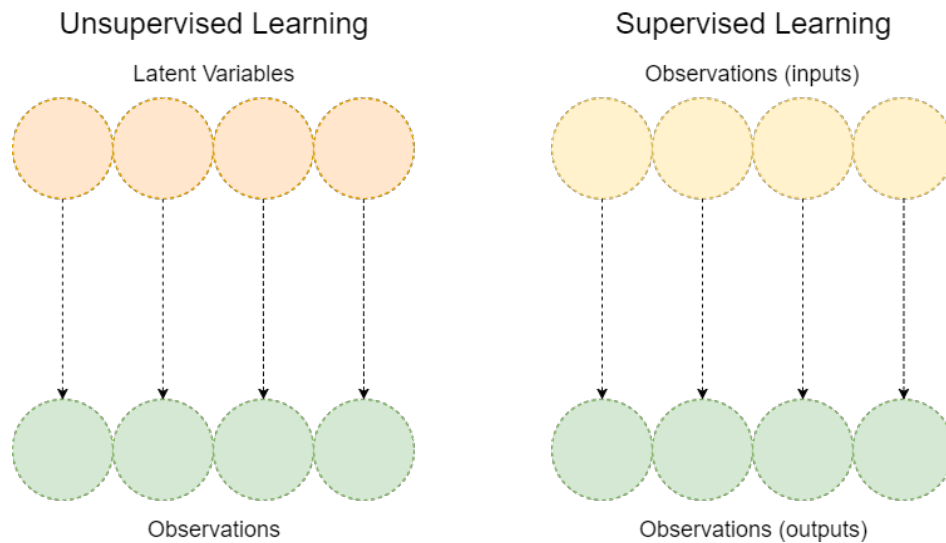 Unsupervised Learning
Supervised Learning
Latent Variables
Observations (inputs)
Observations
Observations (outputs)